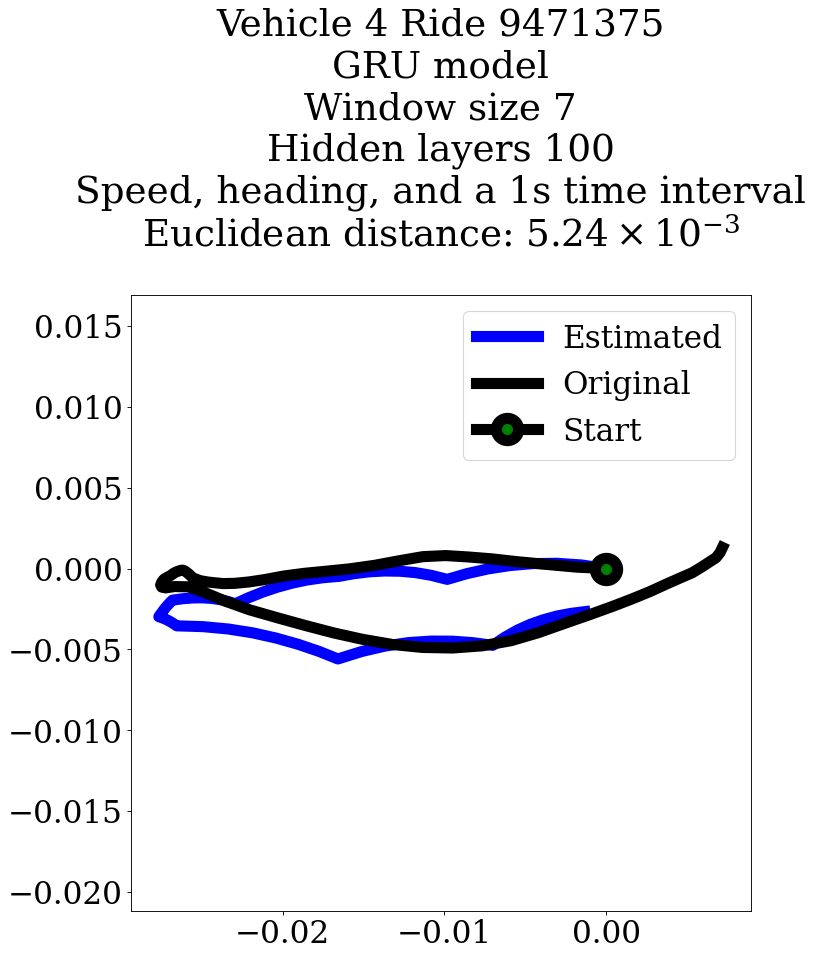 Vehicle 4 Ride 9471375
GRU model
Window size 7
Hidden layers 100
Speed, heading, and a 1s time interval
Euclidean distance: 5.24 × 10⁻³
Estimated
Original
Start
0.015
0.010
0.005
0.000
−0.005
−0.010
−0.015
−0.020
−0.02
−0.01
0.00